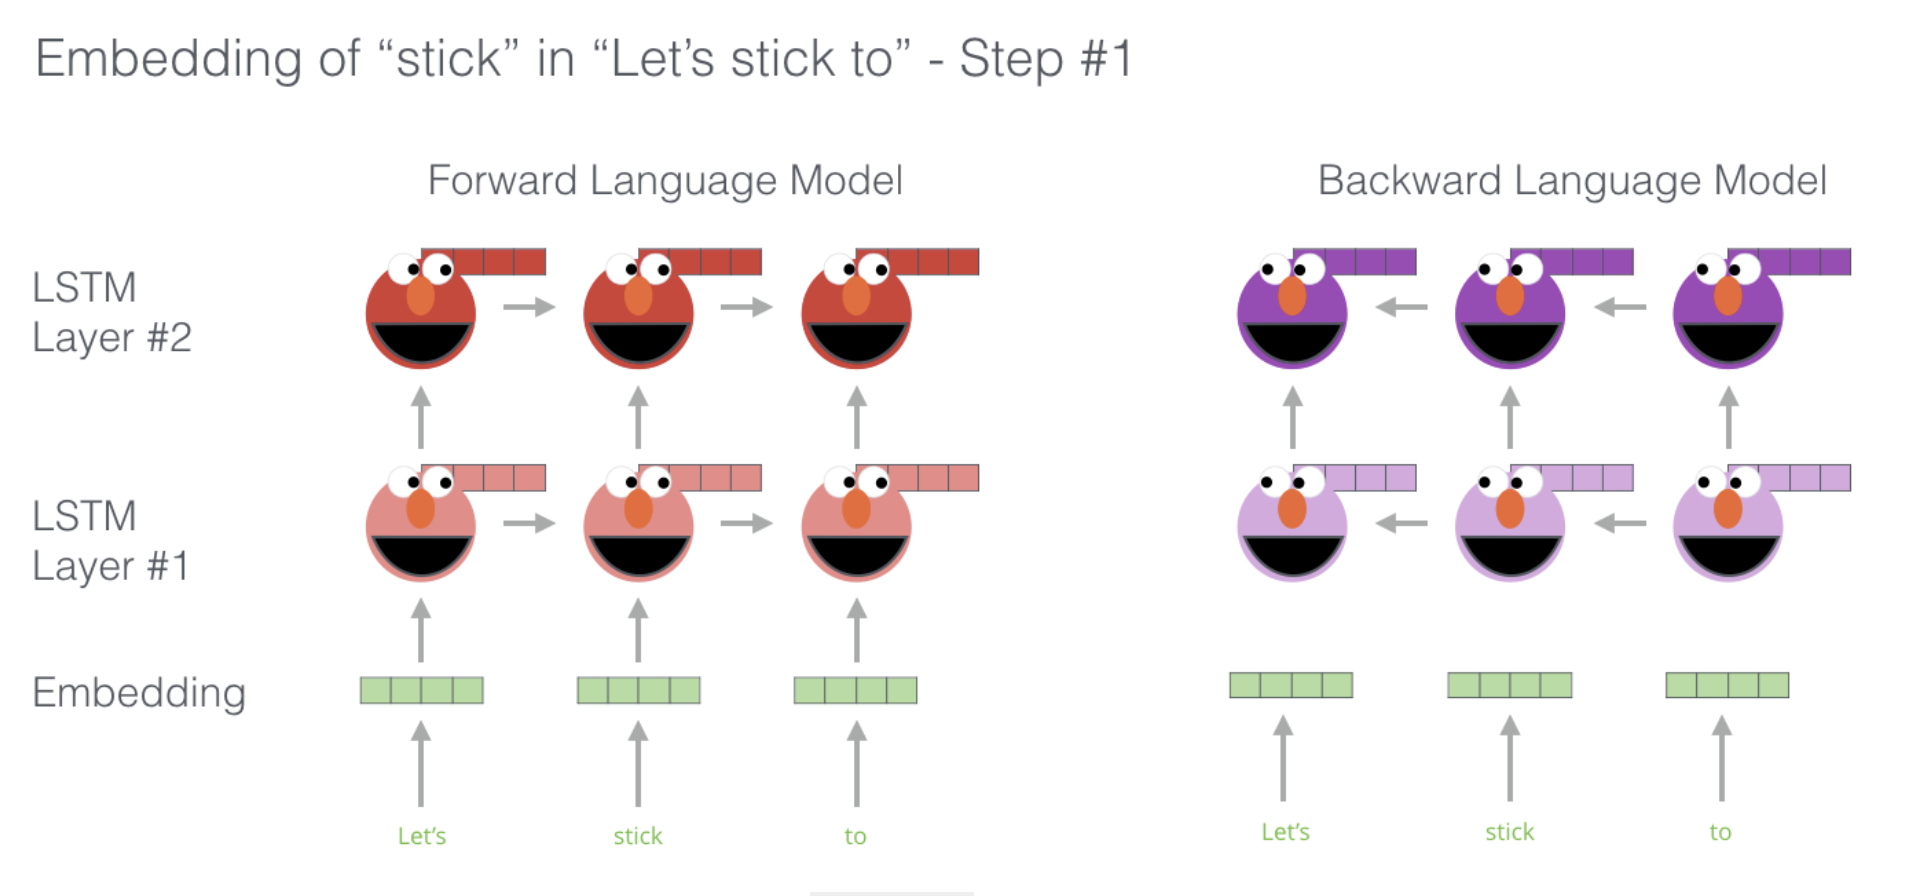 Embedding of “stick” in “Let’s stick to” - Step #1
Forward Language Model
Backward Language Model
LSTM
Layer #2
LSTM
Layer #1
Embedding
Let’s stick to
Let’s stick to